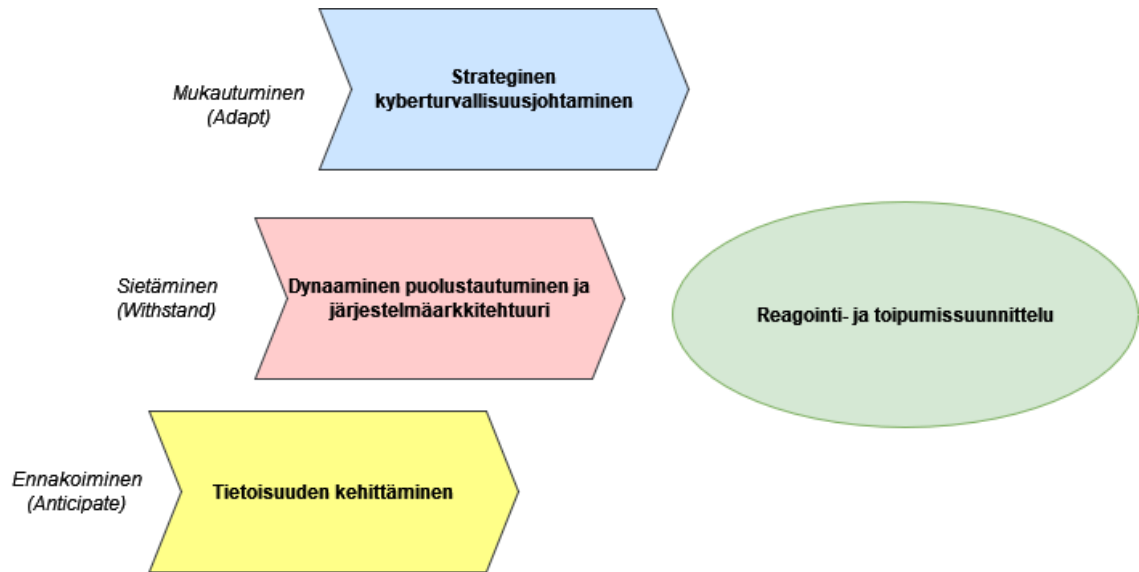 Mukautuminen
(Adapt)
Strateginen
kyberturvallisuusjohtaminen
Sietäminen
(Withstand)
Dynaaminen puolustautuminen ja
järjestelmäarkkitehtuuri
Reagointi- ja toipumissuunnittelu
Ennakoiminen
(Anticipate)
Tietoisuuden kehittäminen